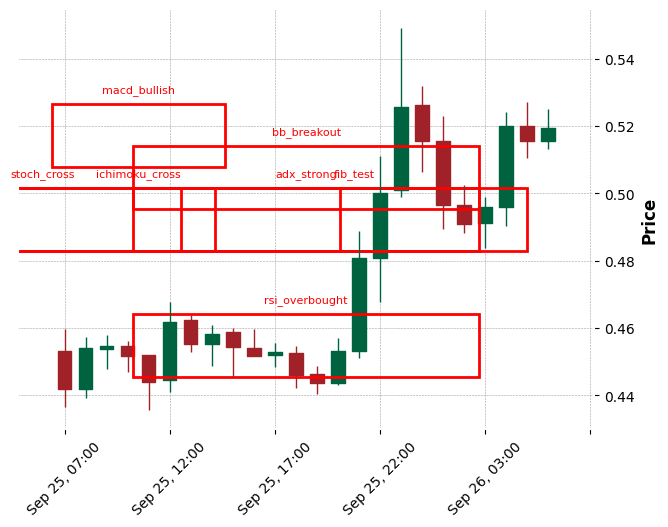 macd_bullish
bb_breakout
stoch_cross
ichimoku_cross
adx_strong
fib_test
rsi_overbought
0.54
0.52
0.50
0.48
0.46
0.44
Price
Sep 25, 07:00
Sep 25, 12:00
Sep 25, 17:00
Sep 25, 22:00
Sep 26, 03:00